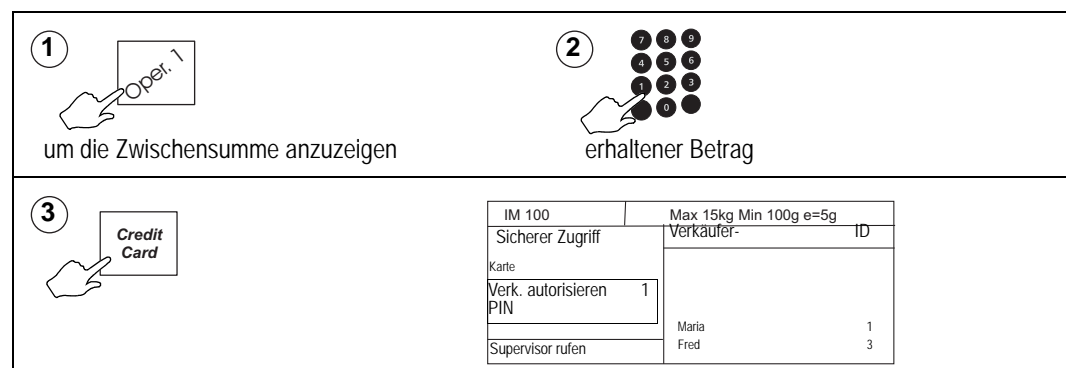 1
Oper. 1
um die Zwischensumme anzuzeigen
2
7 8 9
4 5 6
1 2 3
0
erhaltener Betrag
3
Credit
Card
IM 100
Max 15kg Min 100g e=5g
Sicherer Zugriff
Verkäufer- ID
Karte
Verk. autorisieren 1
PIN
Maria 1
Fred 3
Supervisor rufen